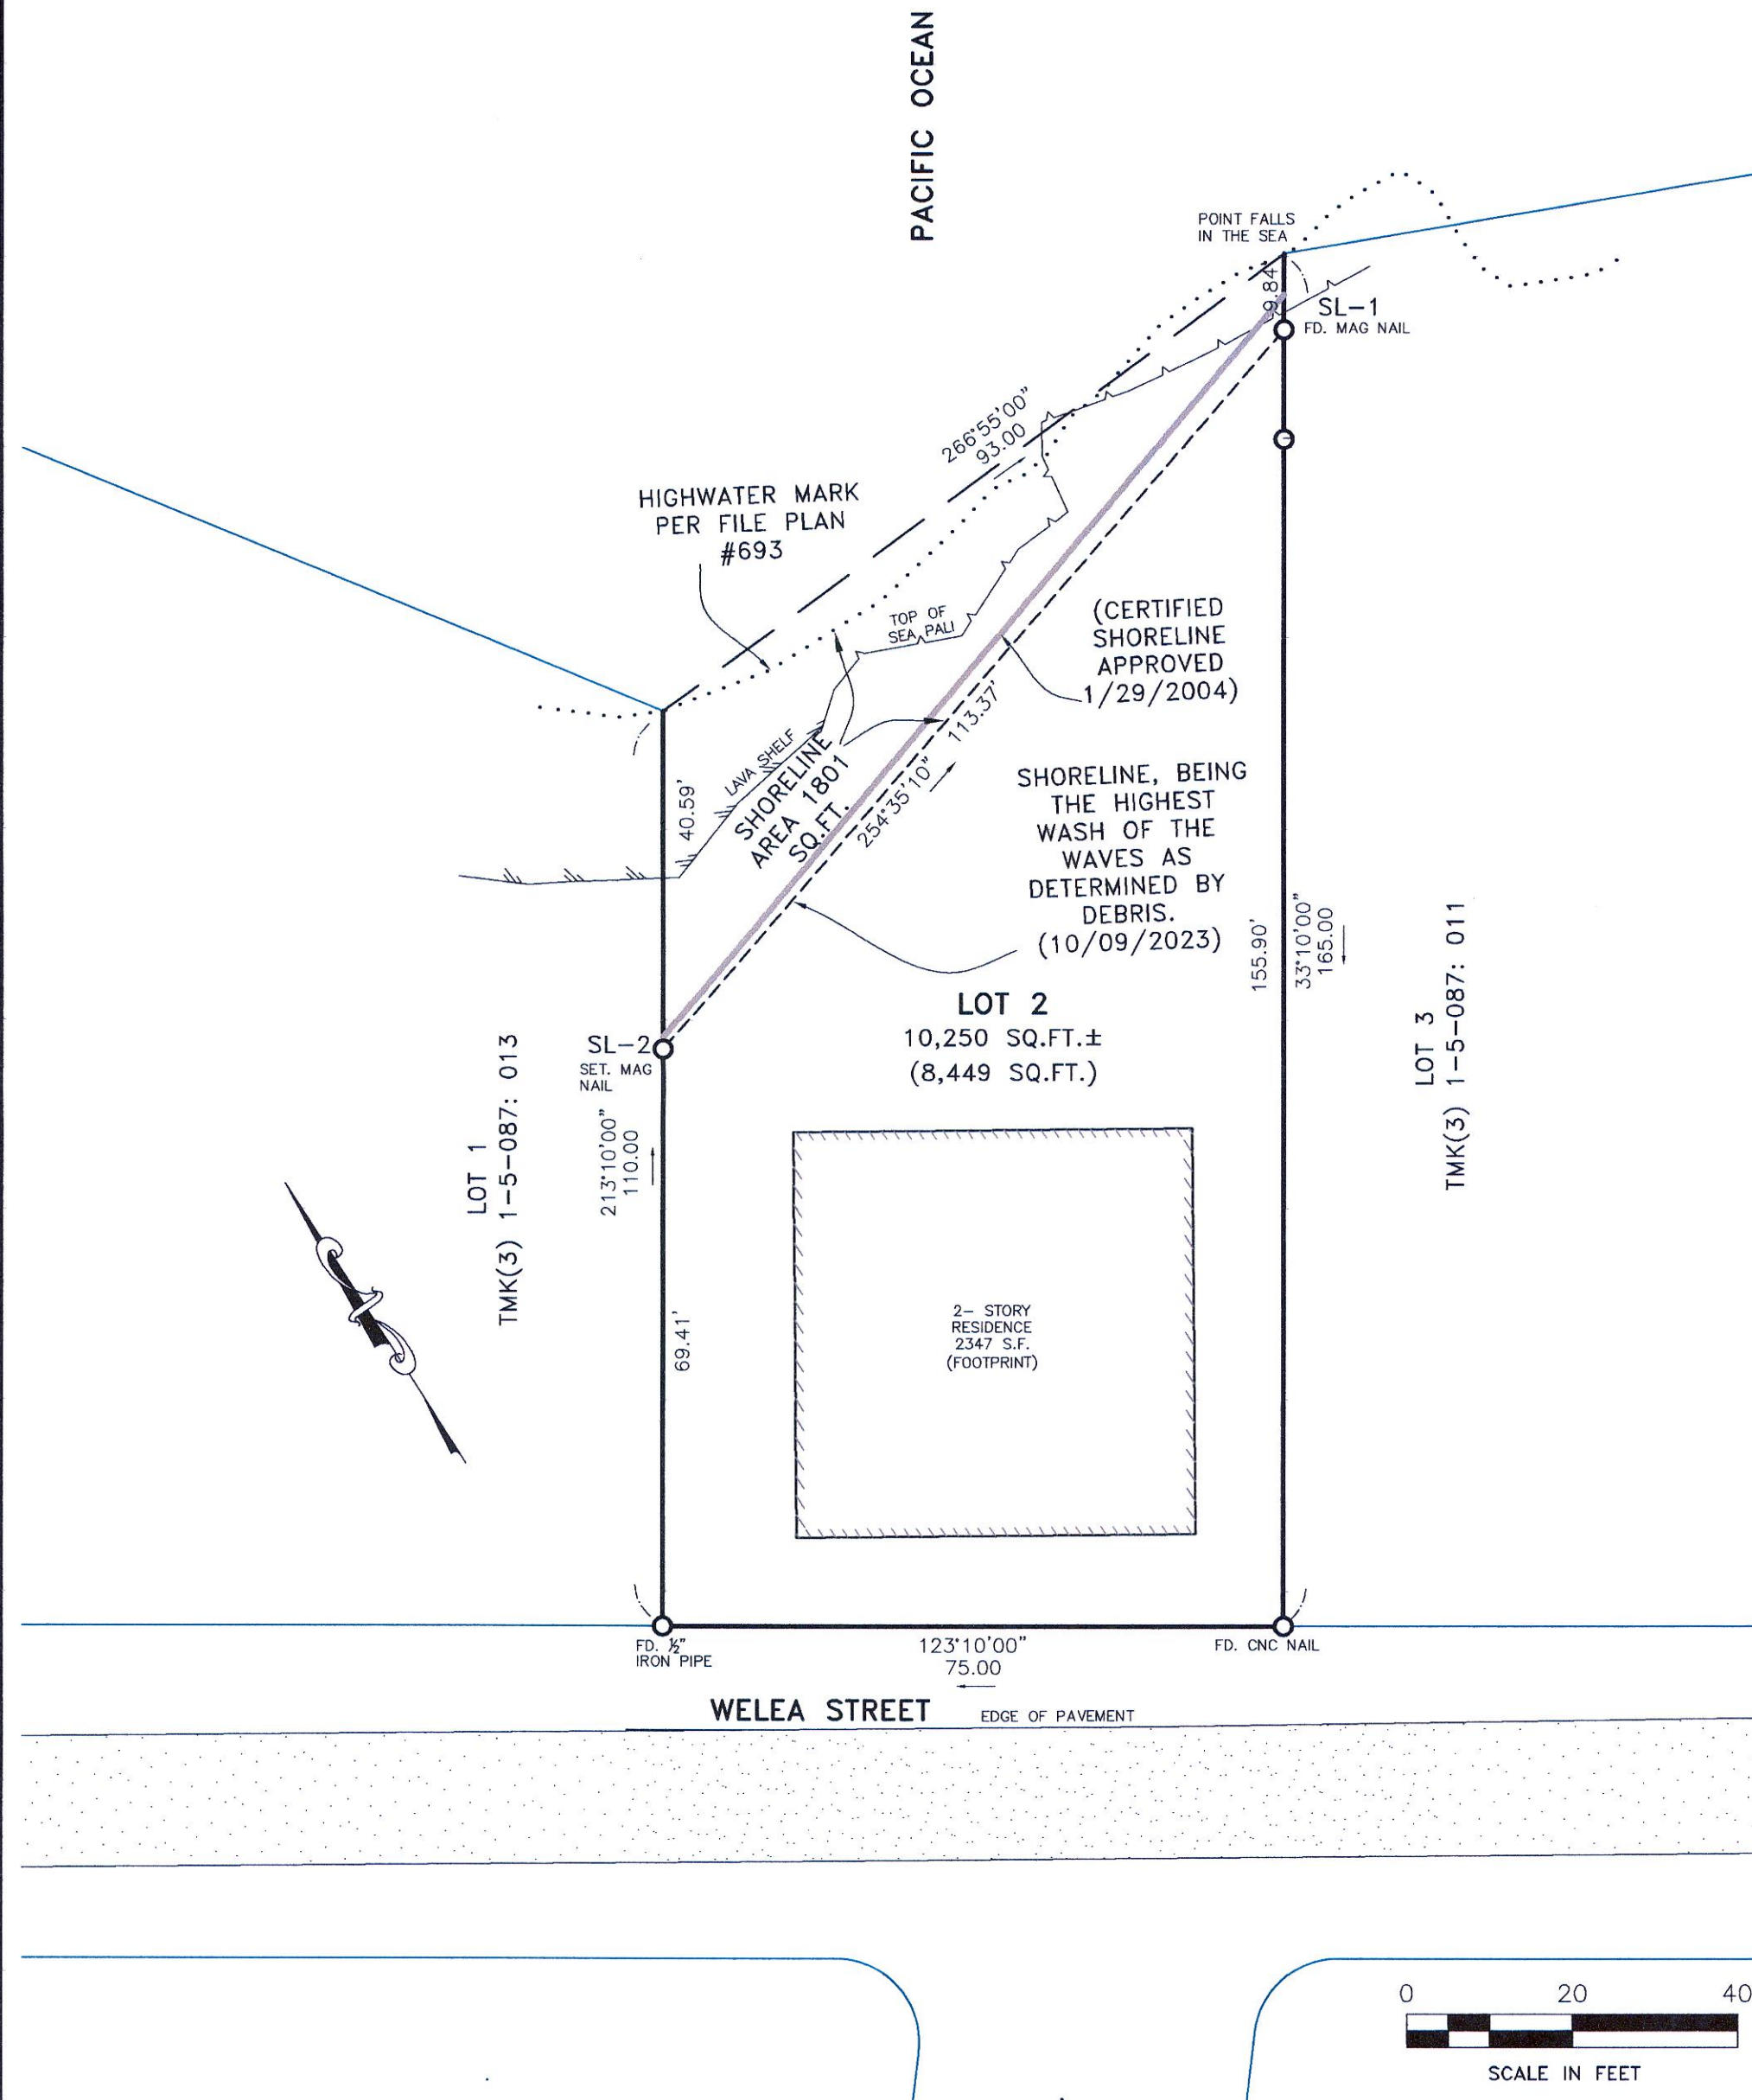 PACIFIC OCEAN
POINT FALLS
IN THE SEA
9.84'
SL-1
FD. MAG NAIL
266°55'00"
93.00
HIGHWATER MARK
PER FILE PLAN
#693
TOP OF
SEA PALI
(CERTIFIED
SHORELINE
APPROVED
1/29/2004)
LAVA SHELF
40.59'
SHORELINE
AREA 1801
SQ.FT.
254°35'10"
113.37'
SHORELINE, BEING
THE HIGHEST
WASH OF THE
WAVES AS
DETERMINED BY
DEBRIS.
(10/09/2023)
155.90'
33°10'00"
165.00
LOT 3
TMK(3) 1-5-087: 011
LOT 2
10,250 SQ.FT.±
(8,449 SQ.FT.)
SL-2
SET. MAG
NAIL
LOT 1
TMK(3) 1-5-087: 013
213°10'00"
110.00
69.41'
2- STORY
RESIDENCE
2347 S.F.
(FOOTPRINT)
FD. ½"
IRON PIPE
123°10'00"
75.00
FD. CNC NAIL
WELEA STREET
EDGE OF PAVEMENT
0 20 40
SCALE IN FEET